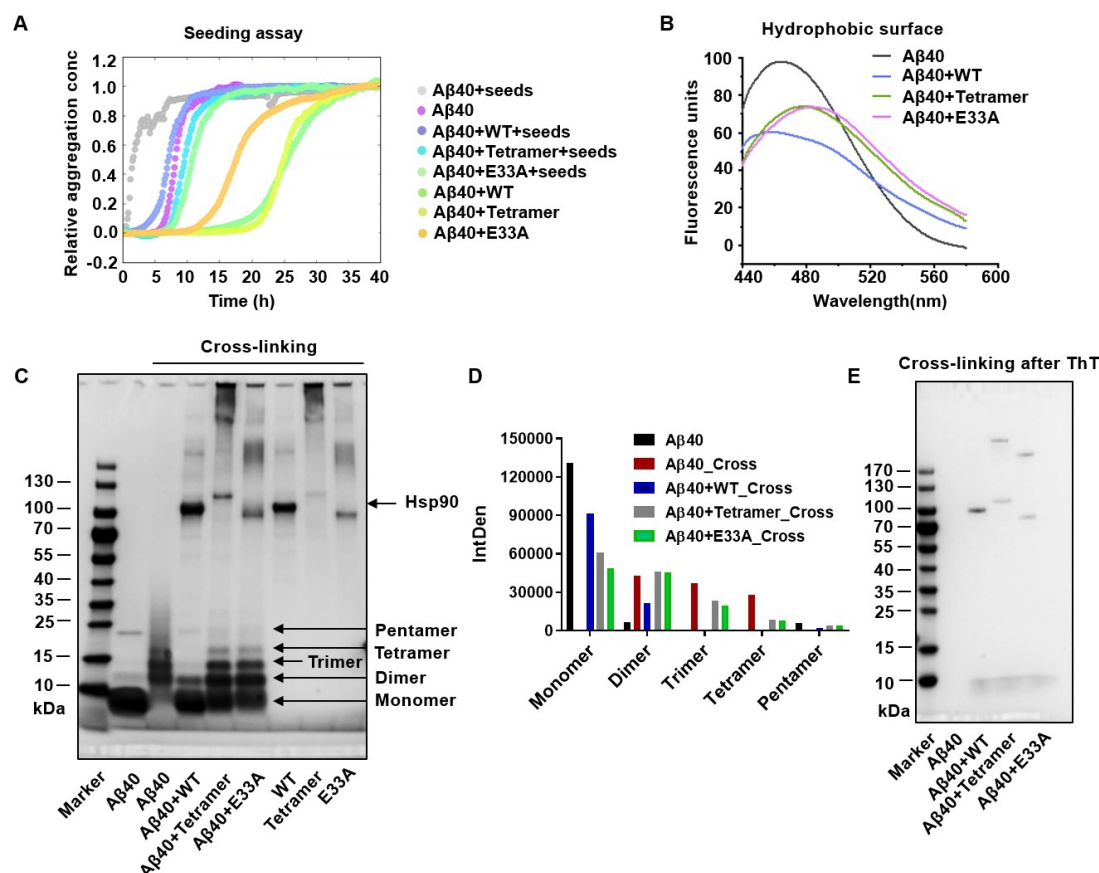 A
Seeding assay
Relative aggregation conc
1.2
1.0
0.8
0.6
0.4
0.2
0.0
-0.2
0 5 10 15 20 25 30 35 40
Time (h)
Aβ40+seeds
Aβ40
Aβ40+WT+seeds
Aβ40+Tetramer+seeds
Aβ40+E33A+seeds
Aβ40+WT
Aβ40+Tetramer
Aβ40+E33A
B
Hydrophobic surface
Fluorescence units
100
80
60
40
20
0
440 480 520 560 600
Wavelength(nm)
Aβ40
Aβ40+WT
Aβ40+Tetramer
Aβ40+E33A
C
Cross-linking
130
100
70
55
40
35
25
15
10
kDa
Hsp90
Pentamer
Tetramer
Trimer
Dimer
Monomer
Marker
Aβ40
Aβ40
Aβ40+WT
Aβ40+Tetramer
Aβ40+E33A
WT
Tetramer
E33A
D
IntDen
150000
120000
90000
60000
30000
0
Aβ40
Aβ40_Cross
Aβ40+WT_Cross
Aβ40+Tetramer_Cross
Aβ40+E33A_Cross
Monomer
Dimer
Trimer
Tetramer
Pentamer
E
Cross-linking after ThT
170
130
100
70
55
40
35
25
15
10
kDa
Marker
Aβ40
Aβ40+WT
Aβ40+Tetramer
Aβ40+E33A